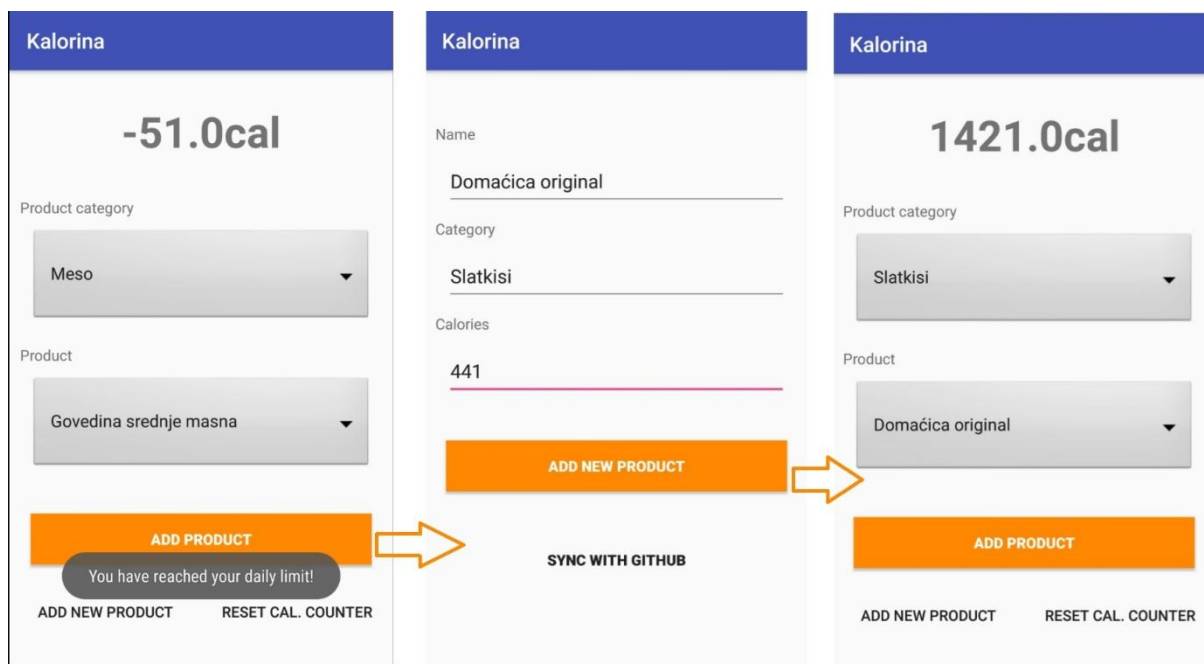 Kalorina
-51.0cal
Product category
Meso
Product
Govedina srednje masna
ADD PRODUCT
You have reached your daily limit!
ADD NEW PRODUCT
RESET CAL. COUNTER
Kalorina
Name
Domaćica original
Category
Slatkisi
Calories
441
ADD NEW PRODUCT
SYNC WITH GITHUB
Kalorina
1421.0cal
Product category
Slatkisi
Product
Domaćica original
ADD PRODUCT
ADD NEW PRODUCT
RESET CAL. COUNTER